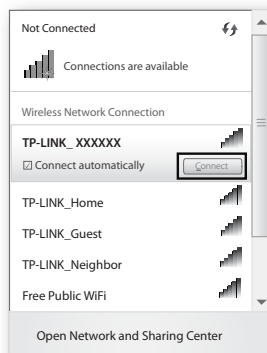 Not Connected
Connections are available
Wireless Network Connection
TP-LINK_ XXXXXX
Connect automatically
Connect
TP-LINK_Home
TP-LINK_Guest
TP-LINK_Neighbor
Free Public WiFi
Open Network and Sharing Center